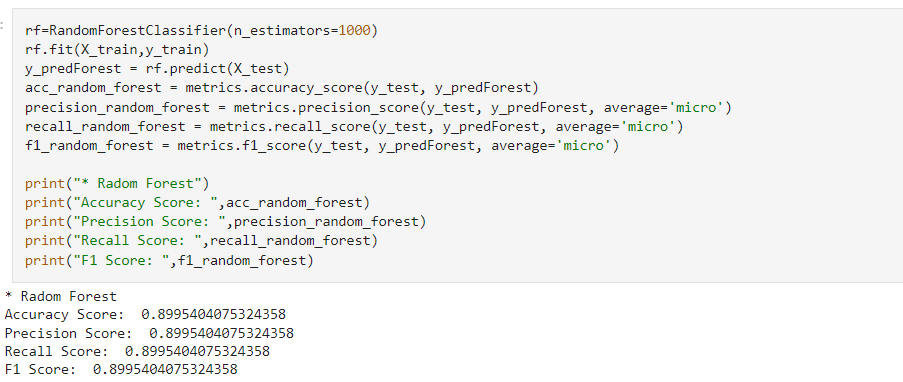 :
rf=RandomForestClassifier(n_estimators=1000)
rf.fit(X_train,y_train)
y_predForest = rf.predict(X_test)
acc_random_forest = metrics.accuracy_score(y_test, y_predForest)
precision_random_forest = metrics.precision_score(y_test, y_predForest, average='micro')
recall_random_forest = metrics.recall_score(y_test, y_predForest, average='micro')
f1_random_forest = metrics.f1_score(y_test, y_predForest, average='micro')
print("* Radom Forest")
print("Accuracy Score: ",acc_random_forest)
print("Precision Score: ",precision_random_forest)
print("Recall Score: ",recall_random_forest)
print("F1 Score: ",f1_random_forest)
* Radom Forest
Accuracy Score:  0.8995404075324358
Precision Score:  0.8995404075324358
Recall Score:  0.8995404075324358
F1 Score:  0.8995404075324358